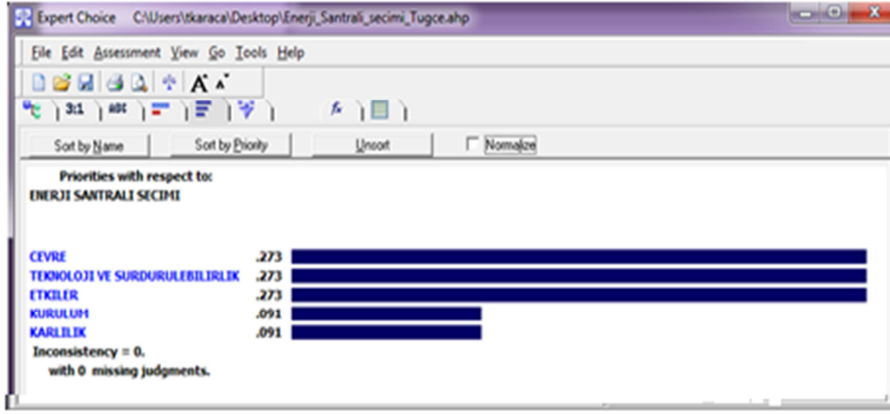 Expert Choice C:\Users\tkaraca\Desktop\Enerji_Santrali_secimi_Tugce.ahp
File Edit Assessment View Go Tools Help
A A
3:1 ABC fx
Sort by Name Sort by Priority Unsort Normalize
Priorities with respect to:
ENERJI SANTRALI SECIMI
CEVRE .273
TEKNOLOJI VE SURDURULEBILIRLIK .273
ETKILER .273
KURULUM .091
KARLILIK .091
Inconsistency = 0.
with 0 missing judgments.